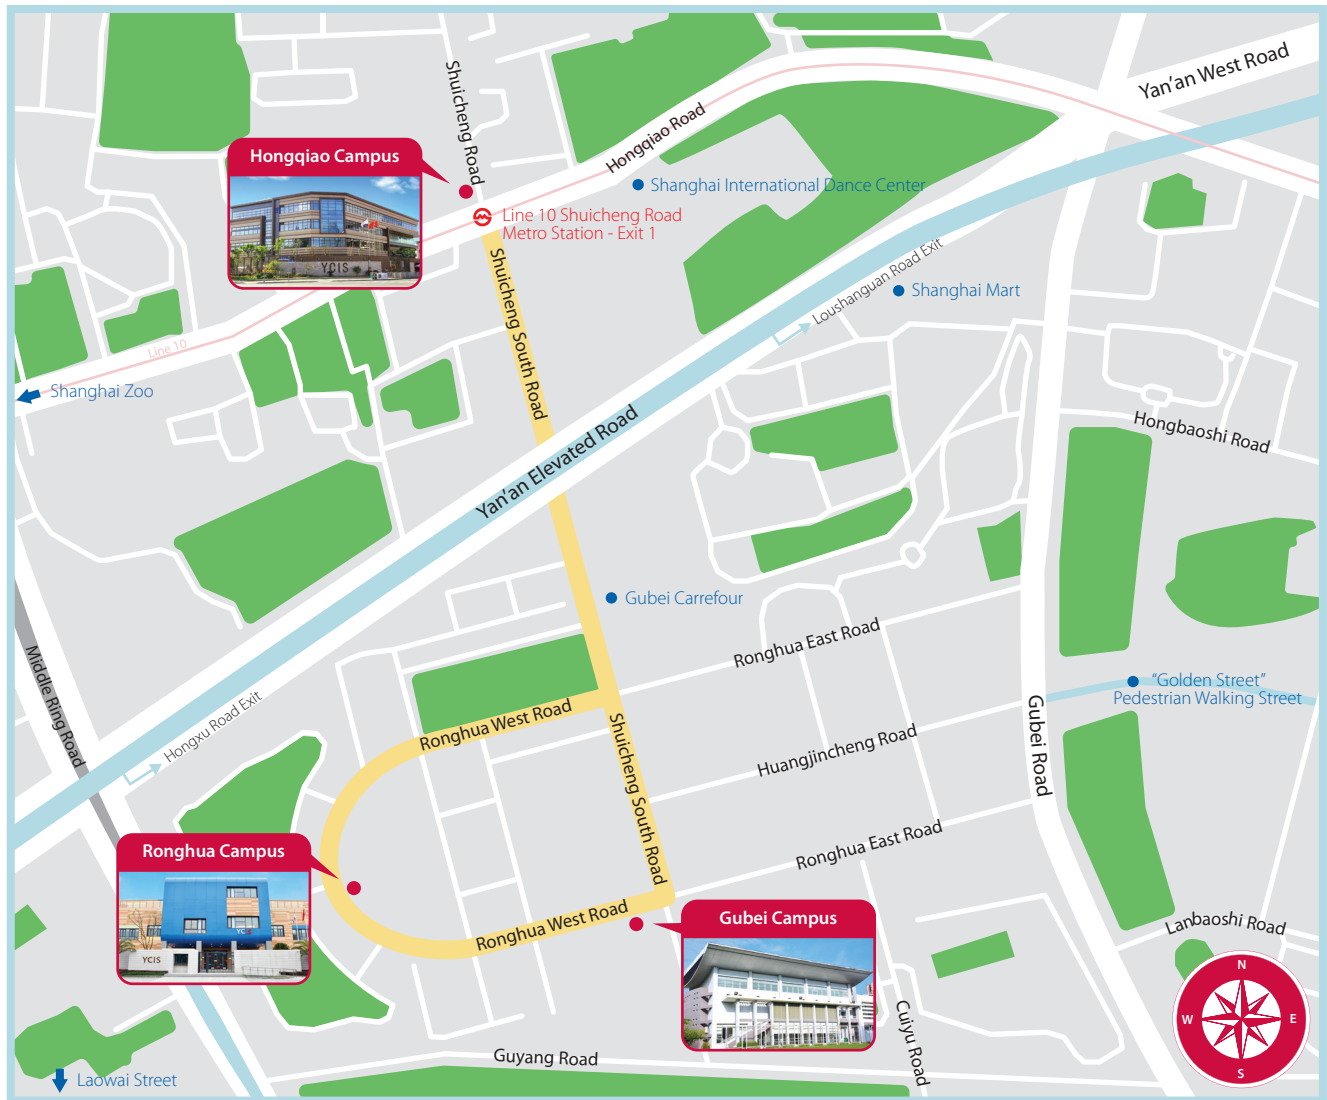 Yan’an West Road
Shuicheng Road
Hongqiao Road
Hongqiao Campus
YCIS
Shanghai International Dance Center
Line 10 Shuicheng Road
Metro Station - Exit 1
Shuicheng South Road
Loushanguan Road Exit
Shanghai Mart
Line 10
Shanghai Zoo
Yan’an Elevated Road
Hongbaoshi Road
Gubei Carrefour
Ronghua East Road
Middle Ring Road
Hongxu Road Exit
“Golden Street”
Pedestrian Walking Street
Ronghua West Road
Shuicheng South Road
Huangjincheng Road
Gubei Road
Ronghua East Road
Ronghua Campus
YCIS
YCIS
Ronghua West Road
Gubei Campus
Lanbaoshi Road
N
W
E
S
Cuiyu Road
Guyang Road
Laowai Street